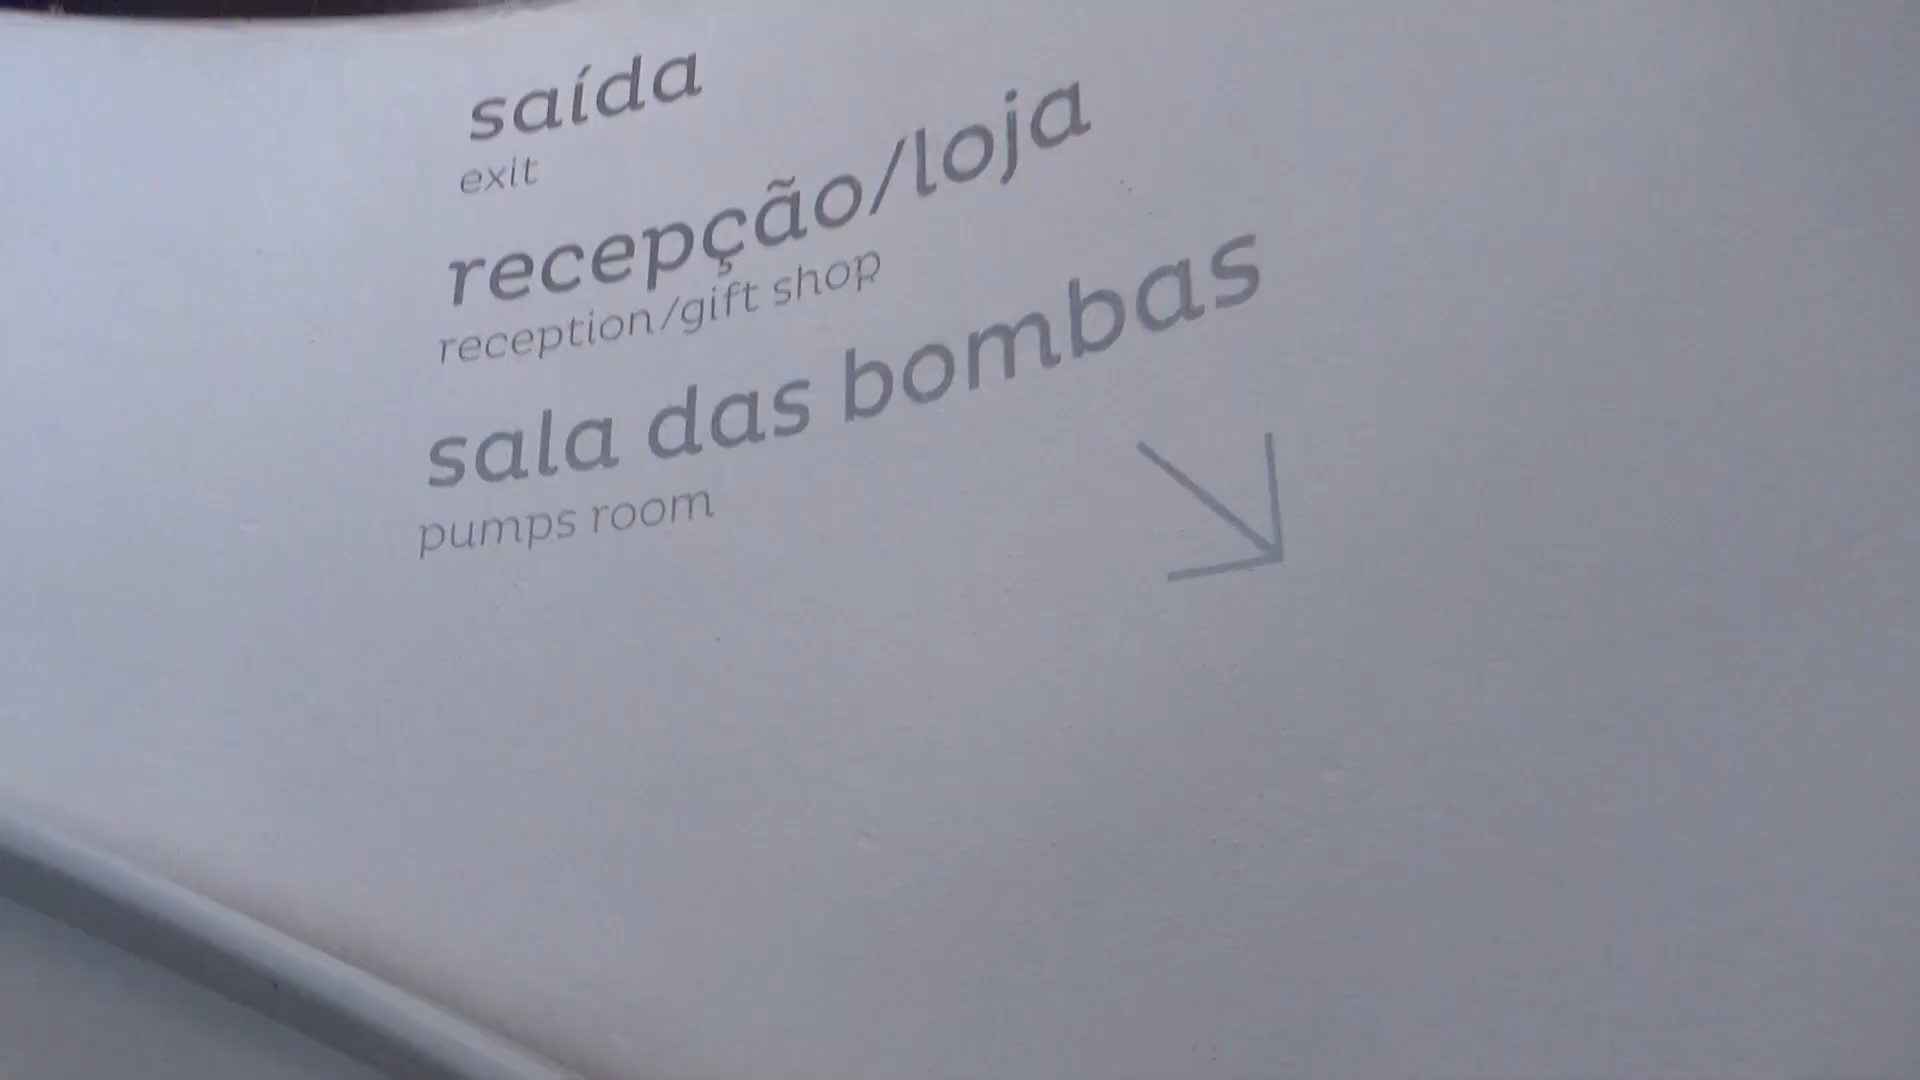 saída
exit
recepção/loja
reception/gift shop
sala das bombas
pumps room